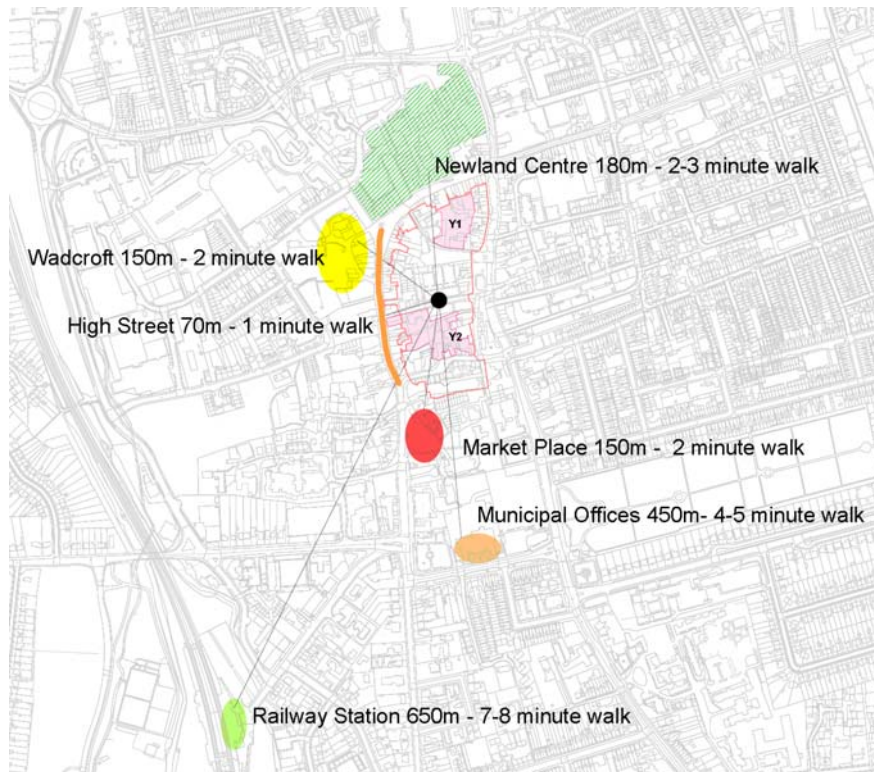 Newland Centre 180m - 2-3 minute walk
Y1
Wadcroft 150m - 2 minute walk
High Street 70m - 1 minute walk
Y2
Market Place 150m - 2 minute walk
Municipal Offices 450m- 4-5 minute walk
Railway Station 650m - 7-8 minute walk